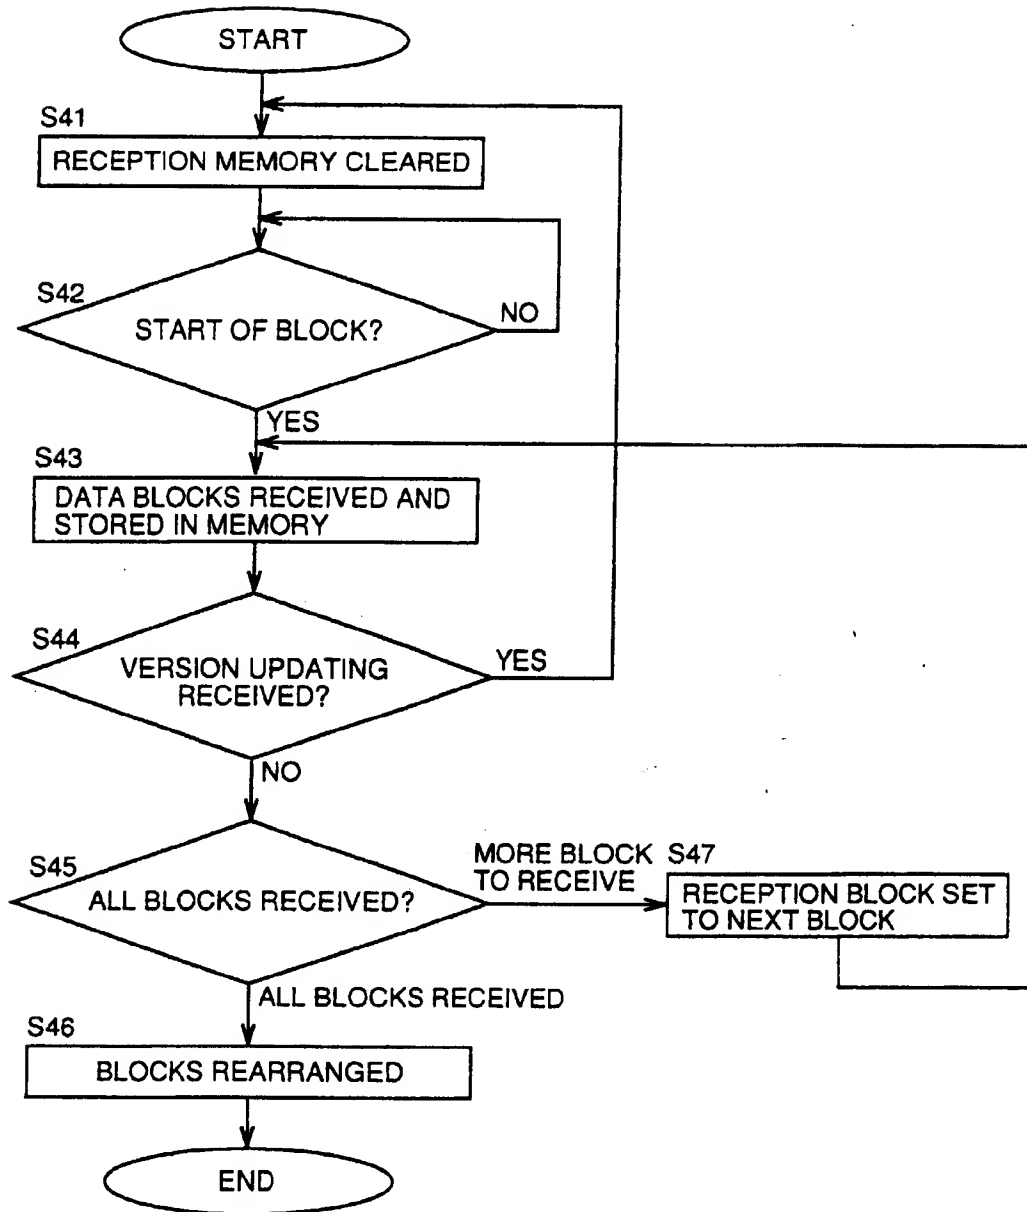 START
S41
RECEPTION MEMORY CLEARED
S42
START OF BLOCK?
NO
YES
S43
DATA BLOCKS RECEIVED AND
STORED IN MEMORY
S44
VERSION UPDATING
RECEIVED?
YES
NO
S45
ALL BLOCKS RECEIVED?
MORE BLOCK
TO RECEIVE
S47
RECEPTION BLOCK SET
TO NEXT BLOCK
ALL BLOCKS RECEIVED
S46
BLOCKS REARRANGED
END